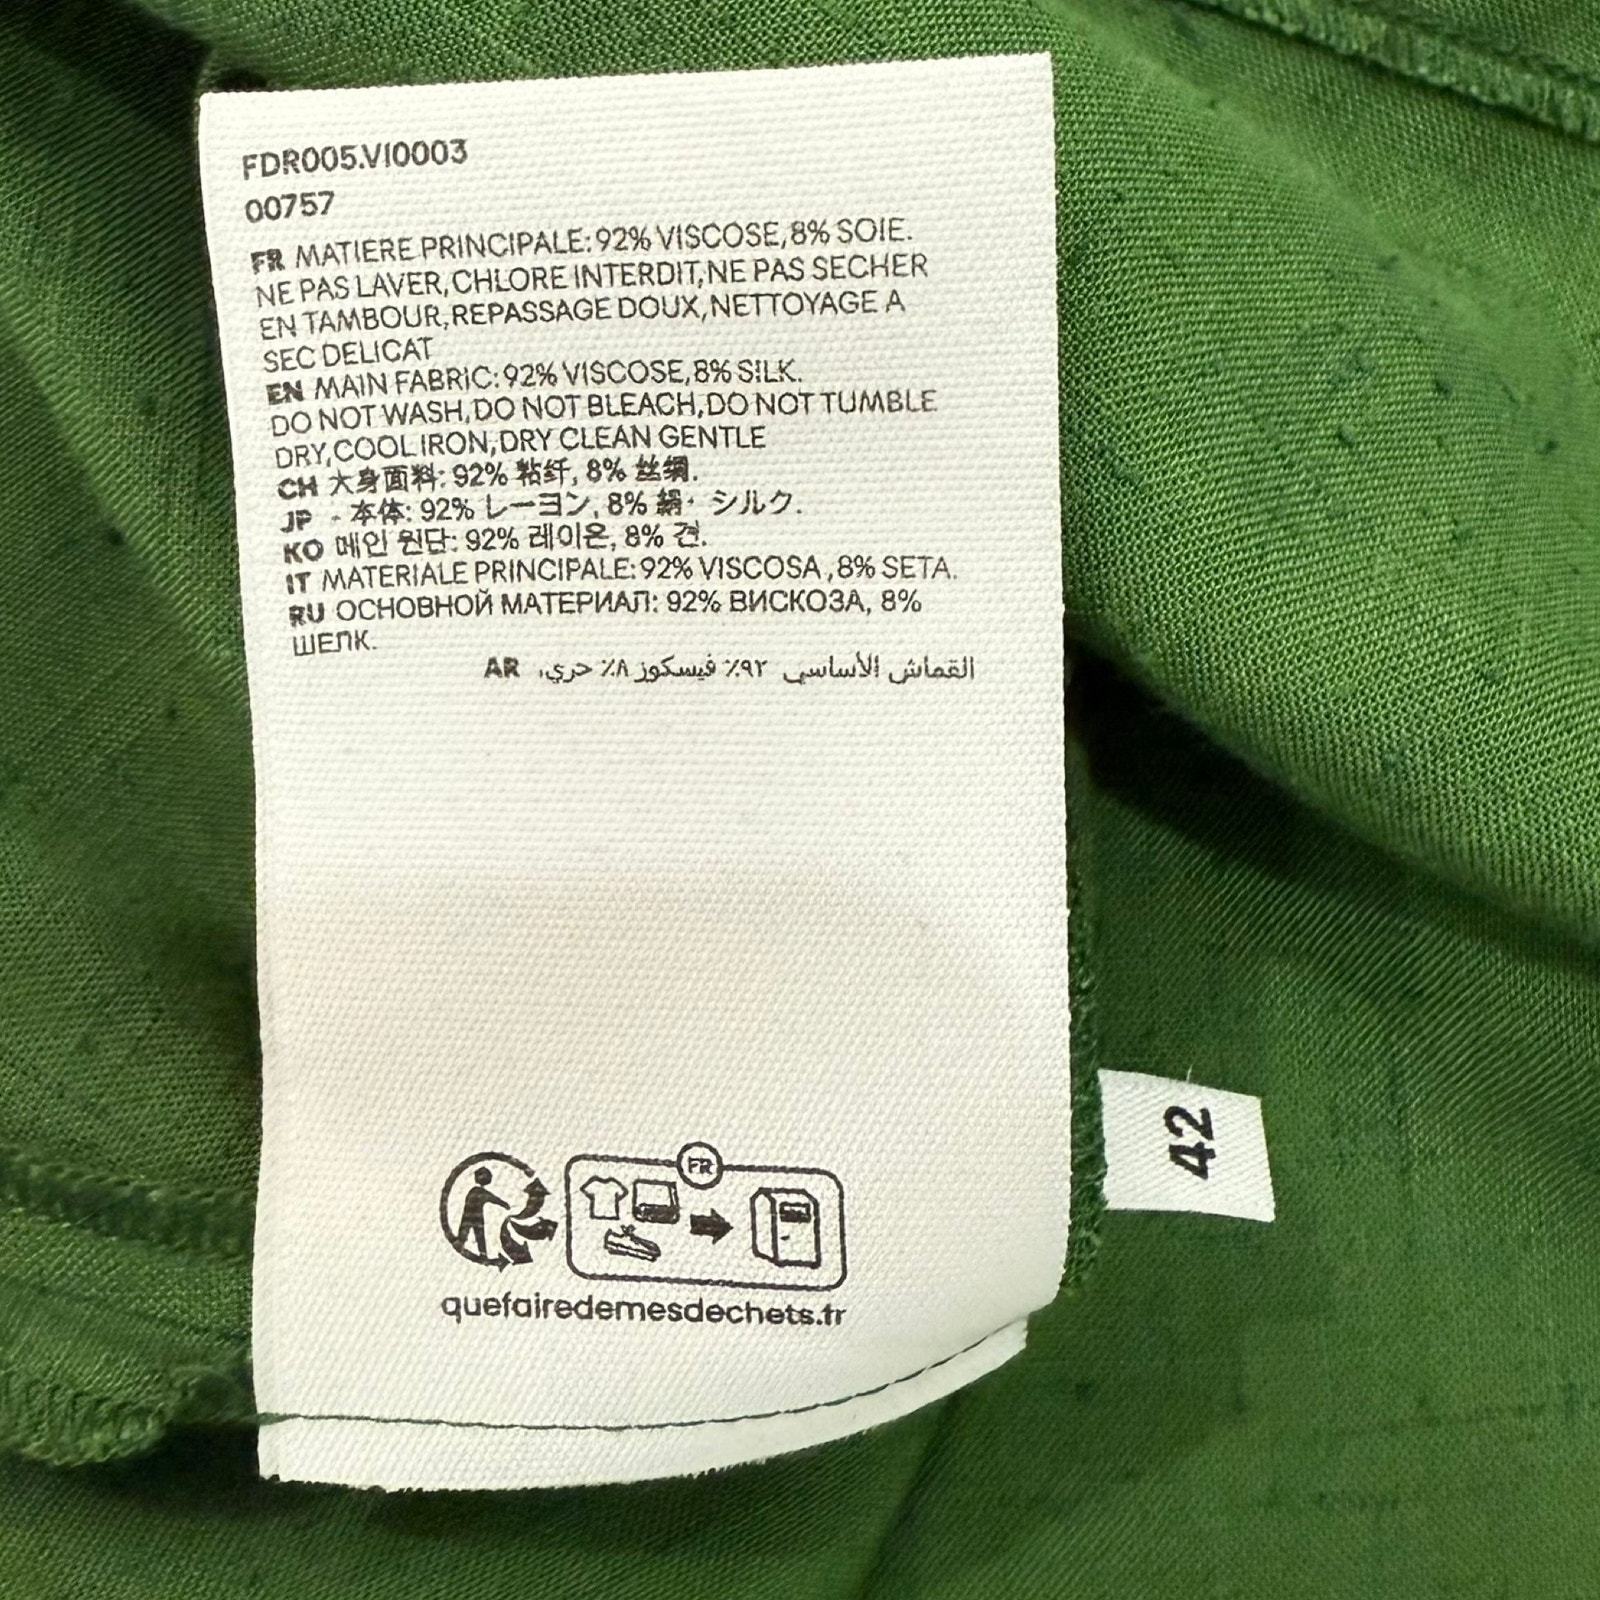 FDR005.VI0003
00757
FR MATIERE PRINCIPALE: 92% VISCOSE, 8% SOIE.
NE PAS LAVER, CHLORE INTERDIT, NE PAS SECHER
EN TAMBOUR, REPASSAGE DOUX, NETTOYAGE A
SEC DELICAT
EN MAIN FABRIC: 92% VISCOSE, 8% SILK.
DO NOT WASH, DO NOT BLEACH, DO NOT TUMBLE
DRY, COOL IRON, DRY CLEAN GENTLE
CH 大身面料: 92% 粘纤, 8% 丝绸.
JP - 本体: 92% レーヨン, 8% 絹・シルク.
KO 메인 원단: 92% 레이온, 8% 견.
IT MATERIALE PRINCIPALE: 92% VISCOSA, 8% SETA.
RU ОСНОВНОЙ МАТЕРИАЛ: 92% ВИСКОЗА, 8%
ШЕЛК.
القماش الأساسي ٩٢٪ فيسكوز ٨٪ حري، AR
FR
quefairedemesdechets.fr
42